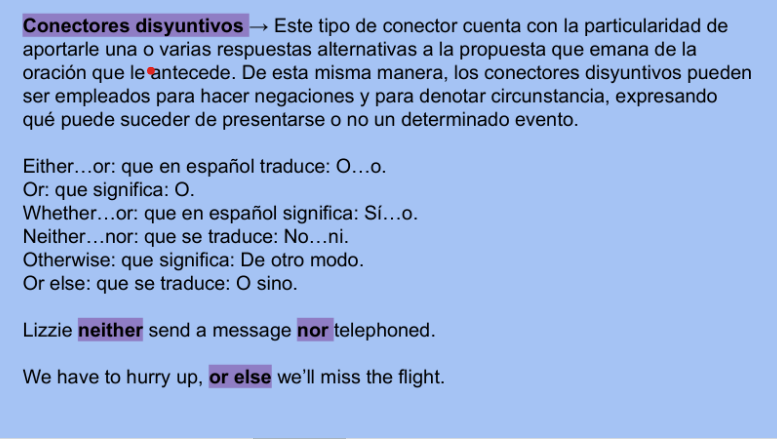 Conectores disyuntivos → Este tipo de conector cuenta con la particularidad de
aportarle una o varias respuestas alternativas a la propuesta que emana de la
oración que le antecede. De esta misma manera, los conectores disyuntivos pueden
ser empleados para hacer negaciones y para denotar circunstancia, expresando
qué puede suceder de presentarse o no un determinado evento.
Either…or: que en español traduce: O…o.
Or: que significa: O.
Whether…or: que en español significa: Sí…o.
Neither…nor: que se traduce: No…ni.
Otherwise: que significa: De otro modo.
Or else: que se traduce: O sino.
Lizzie neither send a message nor telephoned.
We have to hurry up, or else we’ll miss the flight.